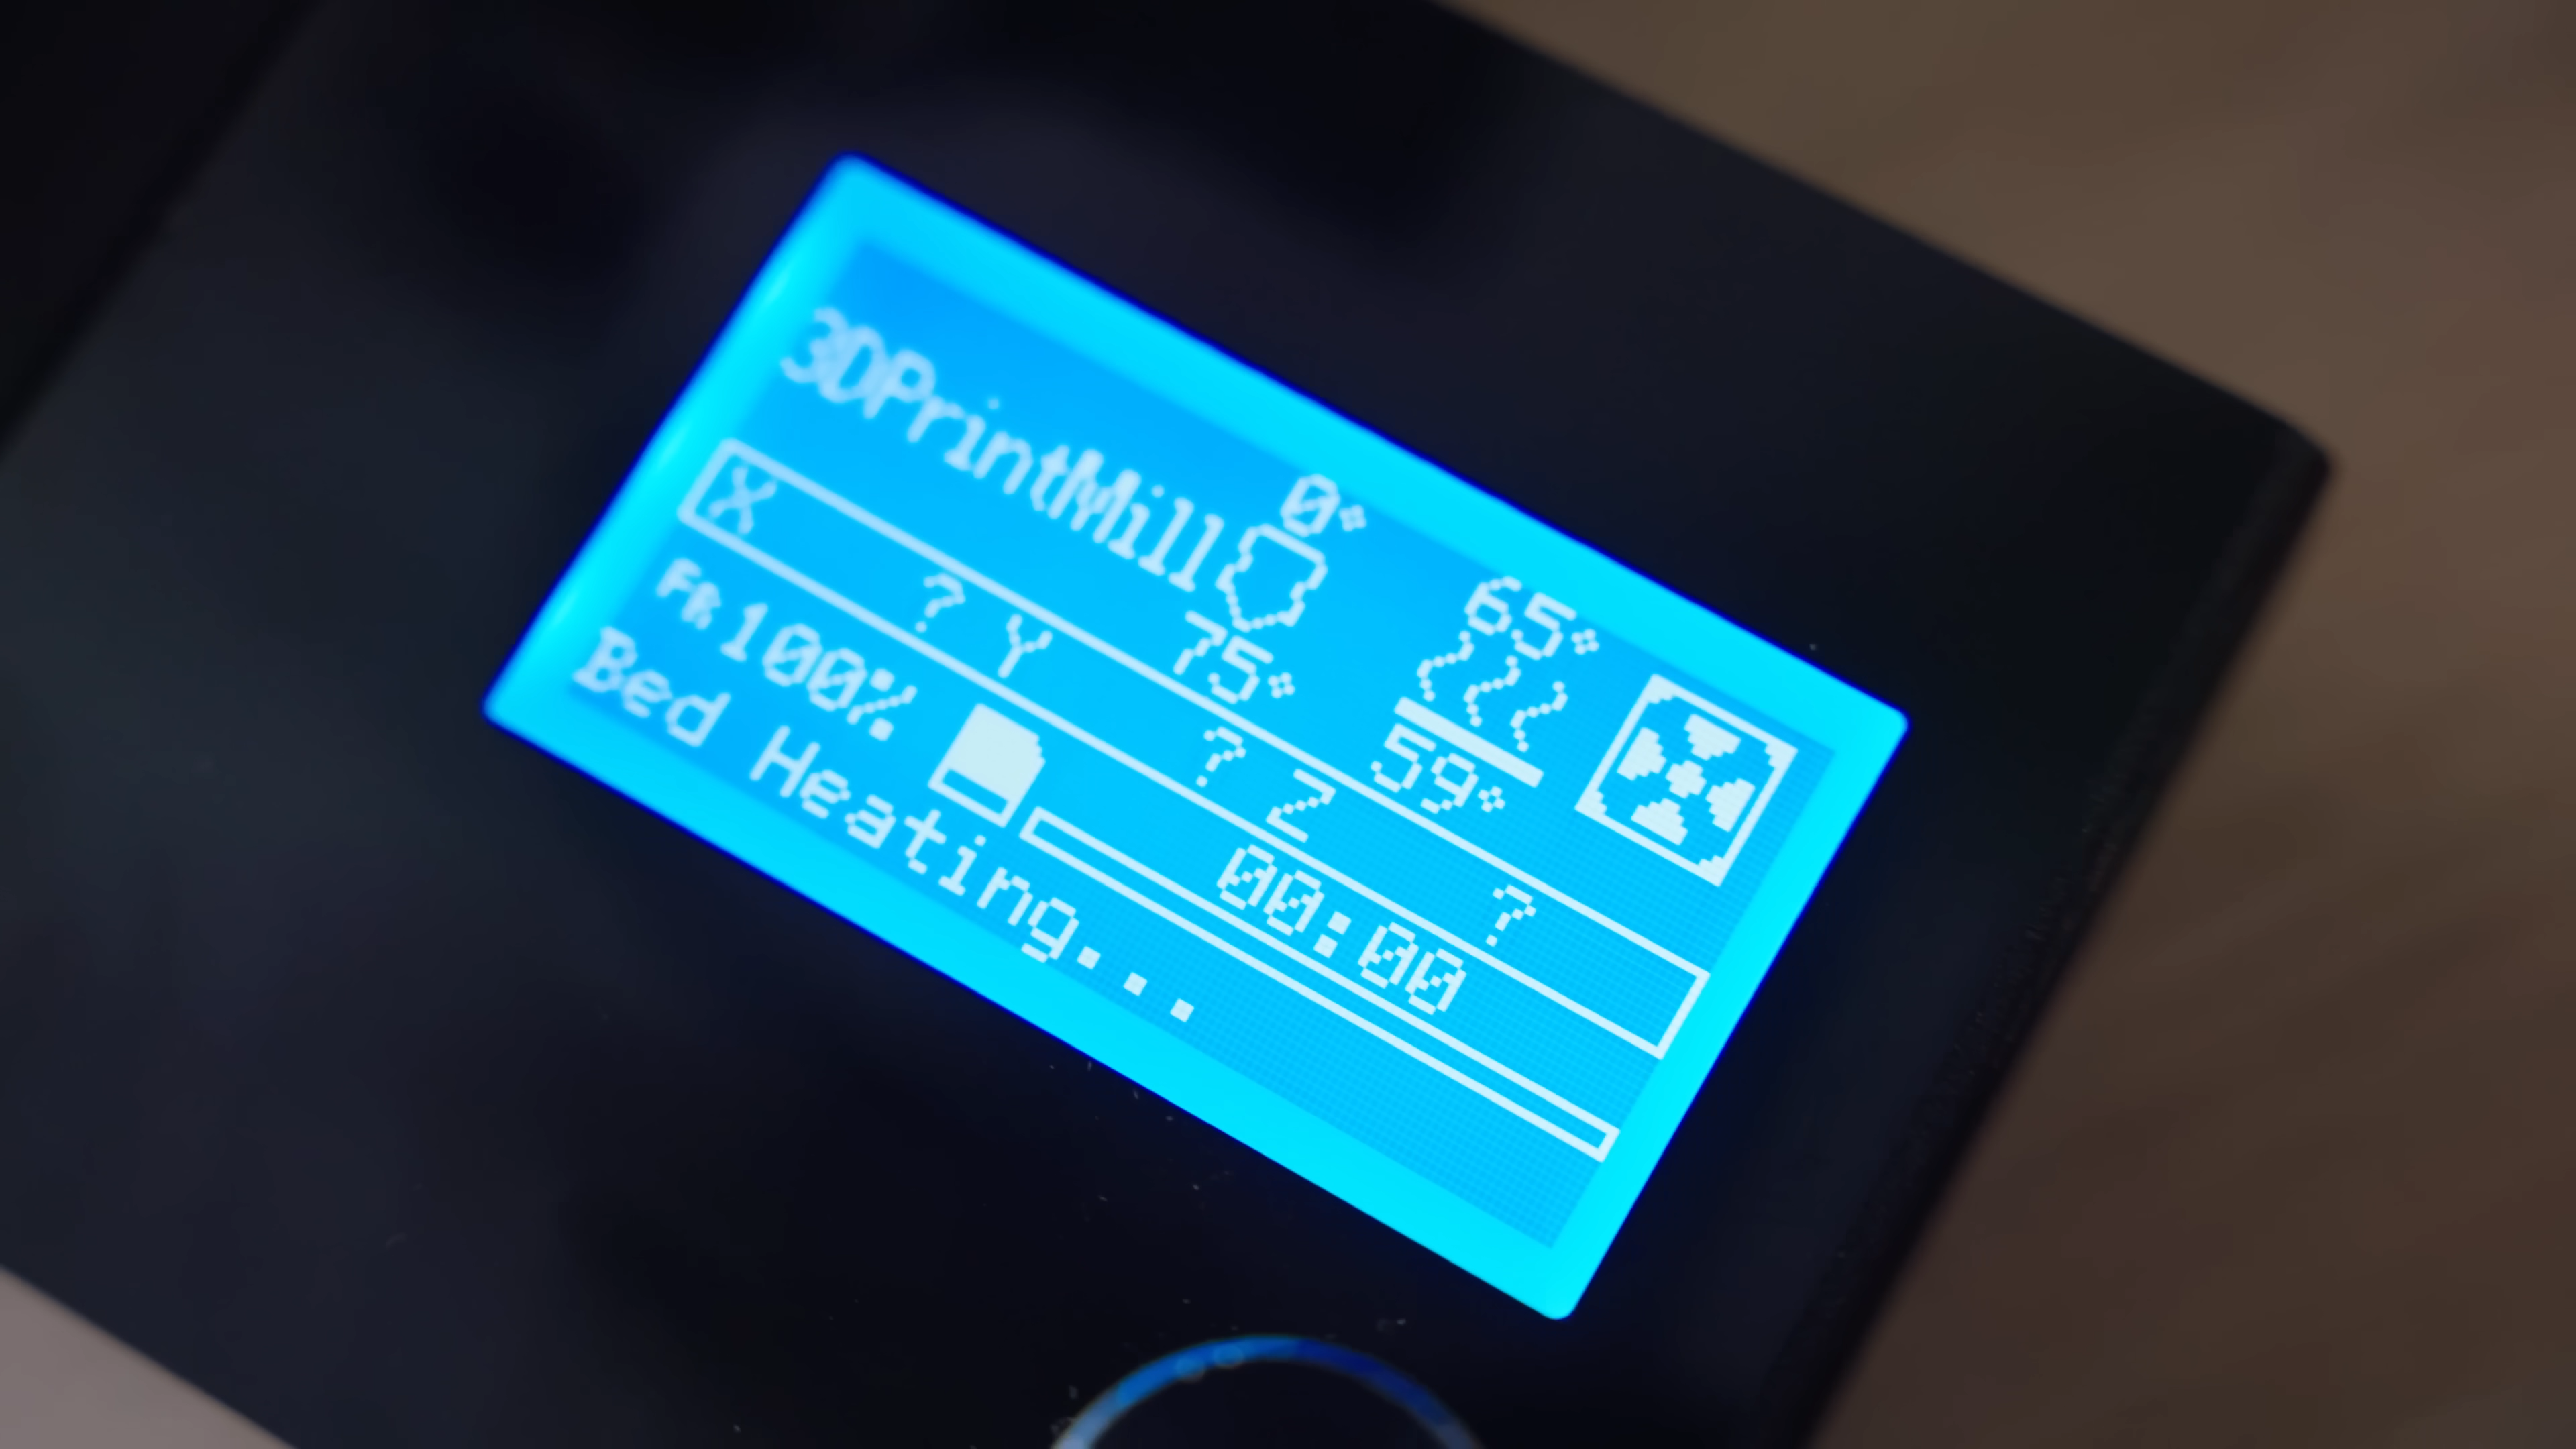 0° 65°
3DPrintMill
75° 59°
X ? Y ? Z ?
FR 100% 00:00
Bed Heating...